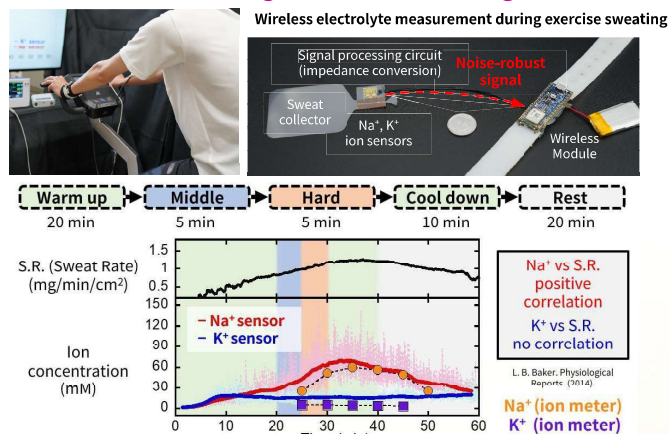 Wireless electrolyte measurement during exercise sweating
Signal processing circuit
(impedance conversion)
Noise-robust
signal
Sweat
collector
Na⁺, K⁺
ion sensors
Wireless
Module
Warm up
Middle
Hard
Cool down
Rest
20 min
5 min
5 min
10 min
20 min
S.R. (Sweat Rate)
(mg/min/cm²)
1.5
1
0.5
Ion
concentration
(mM)
150
120
90
60
30
0
Na⁺ sensor
K⁺ sensor
0
10
20
30
40
50
60
Na⁺ vs S.R.
positive
correlation
K⁺ vs S.R.
no correlation
L. B. Baker. Physiological
Reports. (2014)
Na⁺ (ion meter)
K⁺ (ion meter)